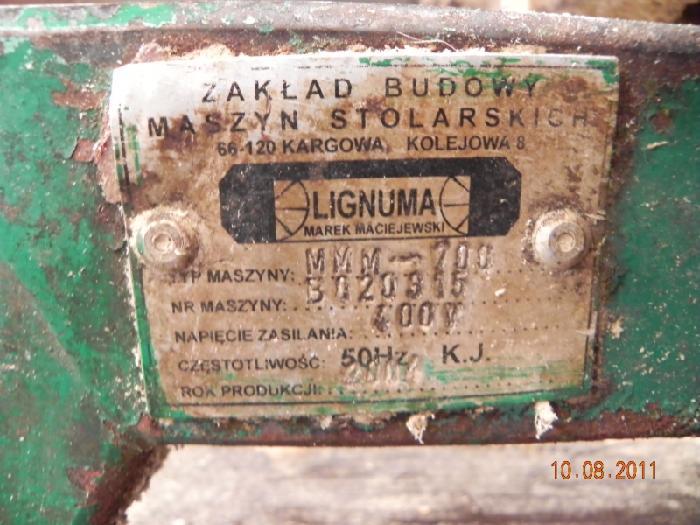 ZAKŁAD BUDOWY
MASZYN STOLARSKICH
66-120 KARGOWA, KOLEJOWA 8
LIGNUMA
MAREK MACIEJEWSKI
TYP MASZYNY: MMM-700
NR MASZYNY:
NAPIĘCIE ZASILANIA: 400V
CZĘSTOTLIWOŚĆ: 50Hz K.J.
ROK PRODUKCJI:
10.08.2011